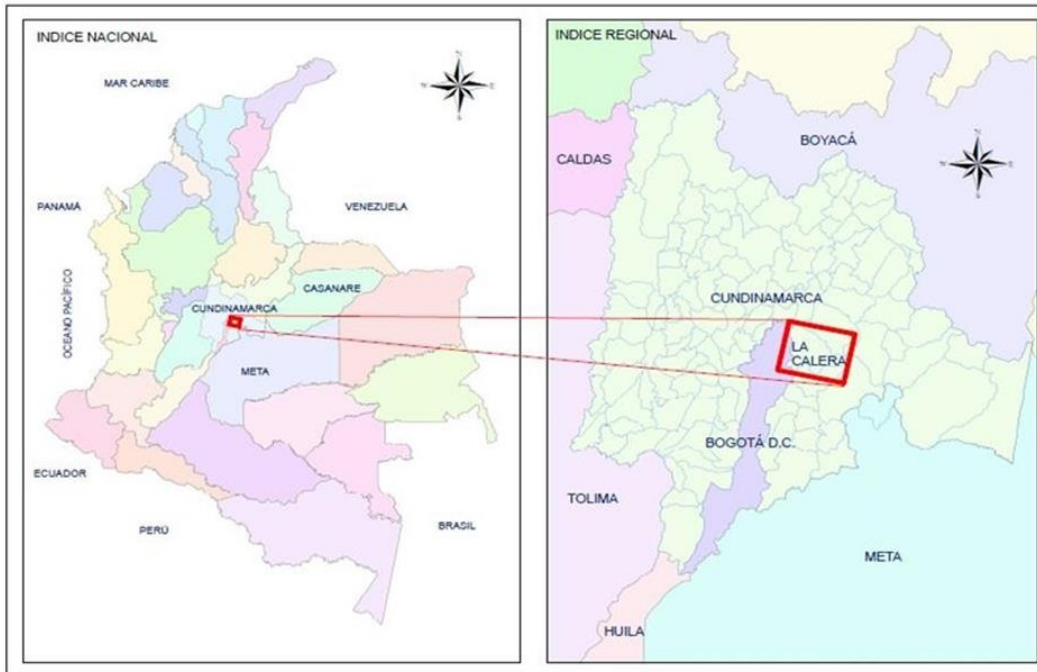 INDICE NACIONAL
MAR CARIBE
PANAMÁ
VENEZUELA
OCEANO PACÍFICO
CASANARE
CUNDINAMARCA
META
ECUADOR
PERÚ
BRASIL
INDICE REGIONAL
BOYACÁ
CALDAS
CUNDINAMARCA
LA
CALERA
BOGOTÁ D.C.
TOLIMA
META
HUILA